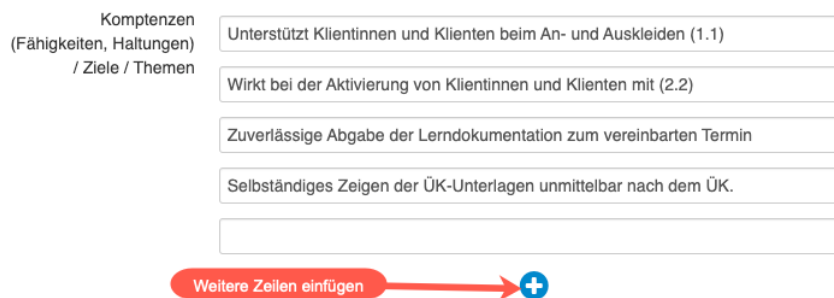 Komptenzen
(Fähigkeiten, Haltungen)
/ Ziele / Themen
Unterstützt Klientinnen und Klienten beim An- und Auskleiden (1.1)
Wirkt bei der Aktivierung von Klientinnen und Klienten mit (2.2)
Zuverlässige Abgabe der Lerndokumentation zum vereinbarten Termin
Selbständiges Zeigen der ÜK-Unterlagen unmittelbar nach dem ÜK.
Weitere Zeilen einfügen